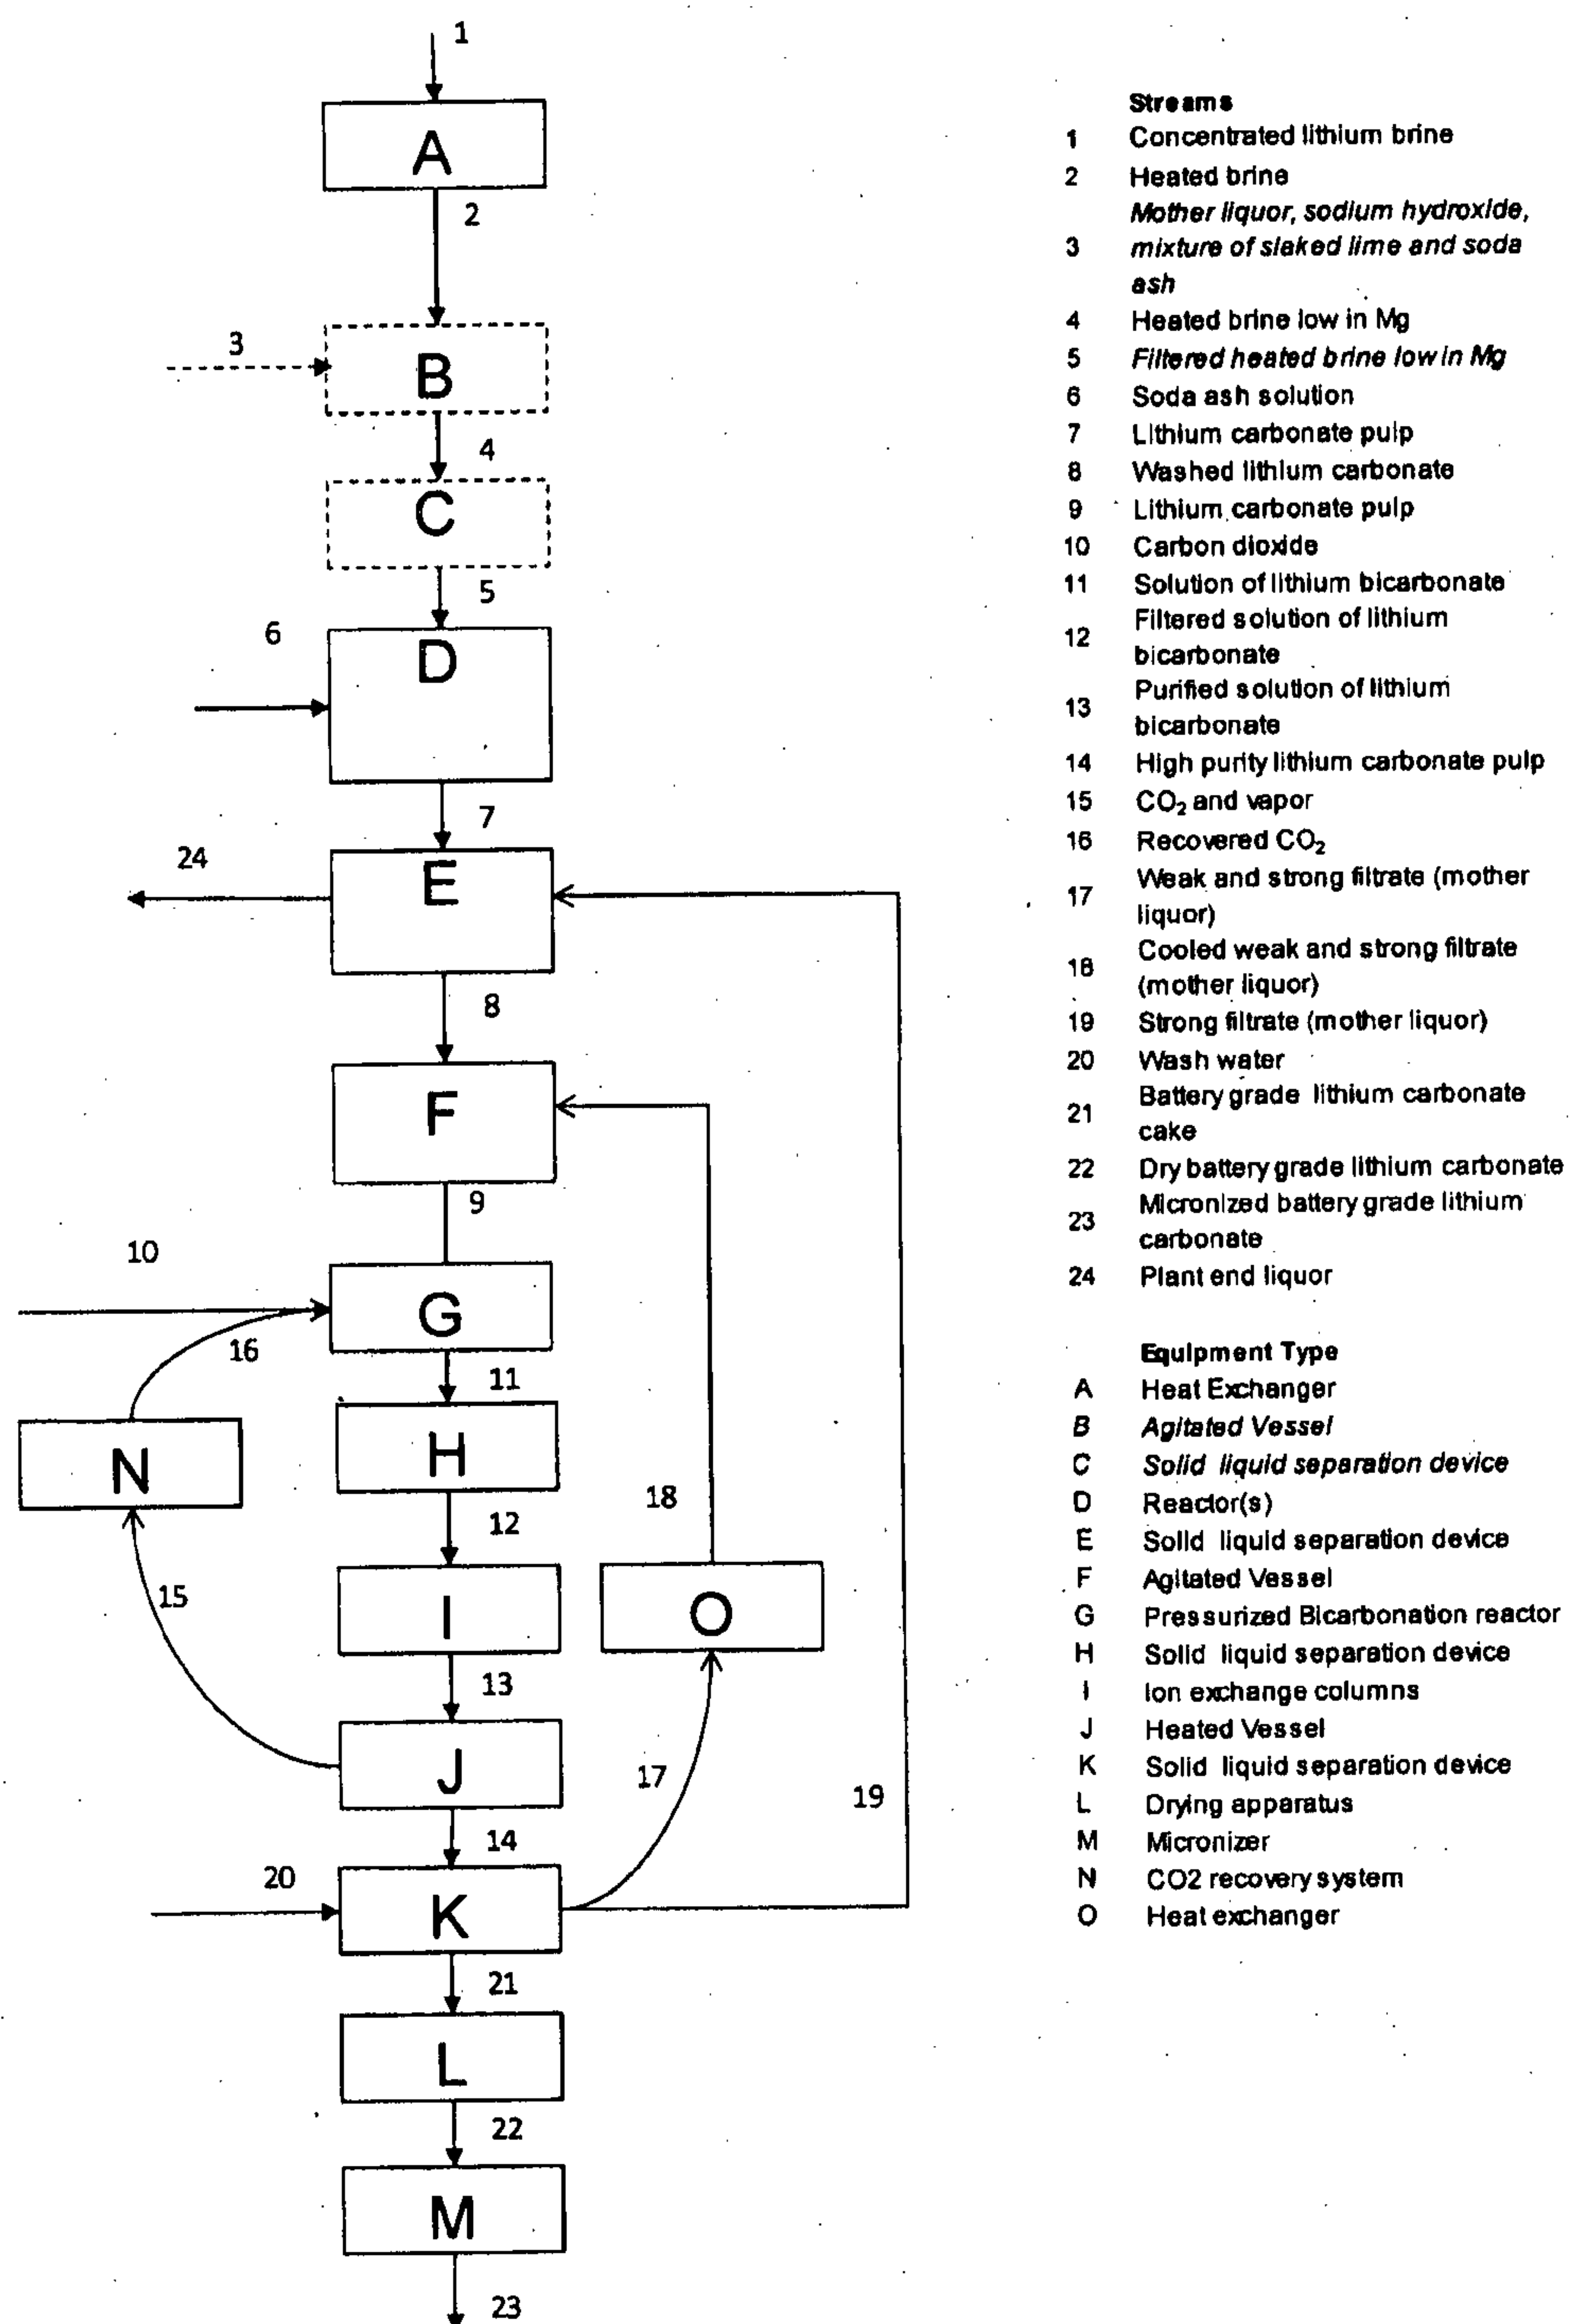 1
A
2
3
B
4
C
5
6
D
7
24
E
8
F
9
10
G
16
11
N
H
18
12
15
I
O
13
17
J
19
14
20
K
21
L
22
M
23
Streams
1 Concentrated lithium brine
2 Heated brine
Mother liquor, sodium hydroxide,
3 mixture of slaked lime and soda
ash
4 Heated brine low in Mg
5 Filtered heated brine low in Mg
6 Soda ash solution
7 Lithium carbonate pulp
8 Washed lithium carbonate
9 Lithium carbonate pulp
10 Carbon dioxide
11 Solution of lithium bicarbonate
Filtered solution of lithium
12
bicarbonate
Purified solution of lithium
13
bicarbonate
14 High purity lithium carbonate pulp
15 CO₂ and vapor
16 Recovered CO₂
Weak and strong filtrate (mother
17
liquor)
Cooled weak and strong filtrate
18
(mother liquor)
19 Strong filtrate (mother liquor)
20 Wash water
Battery grade lithium carbonate
21
cake
22 Dry battery grade lithium carbonate
Micronized battery grade lithium
23
carbonate
24 Plant end liquor
Equipment Type
A Heat Exchanger
B Agitated Vessel
C Solid liquid separation device
D Reactor(s)
E Solid liquid separation device
F Agitated Vessel
G Pressurized Bicarbonation reactor
H Solid liquid separation device
I Ion exchange columns
J Heated Vessel
K Solid liquid separation device
L Drying apparatus
M Micronizer
N CO2 recovery system
O Heat exchanger